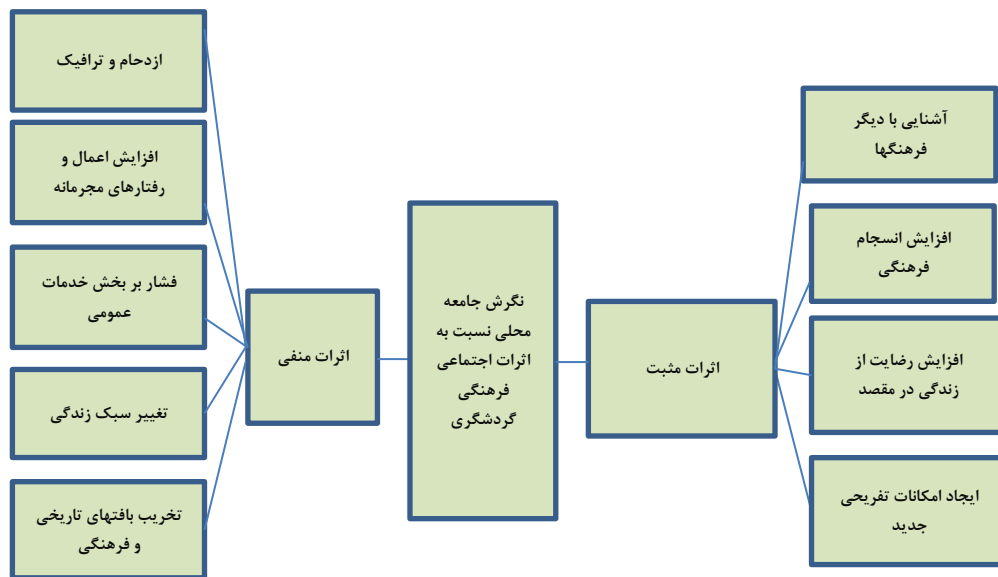 آشنایی با دیگر
فرهنگها
افزایش انسجام
فرهنگی
افزایش رضایت از
زندگی در مقصد
ایجاد امکانات تفریحی
جدید
اثرات مثبت
نگرش جامعه
محلی نسبت به
اثرات اجتماعی
فرهنگی
گردشگری
اثرات منفی
ازدحام و ترافیک
افزایش اعمال و
رفتارهای مجرمانه
فشار بر بخش خدمات
عمومی
تغییر سبک زندگی
تخریب بافتهای تاریخی
و فرهنگی